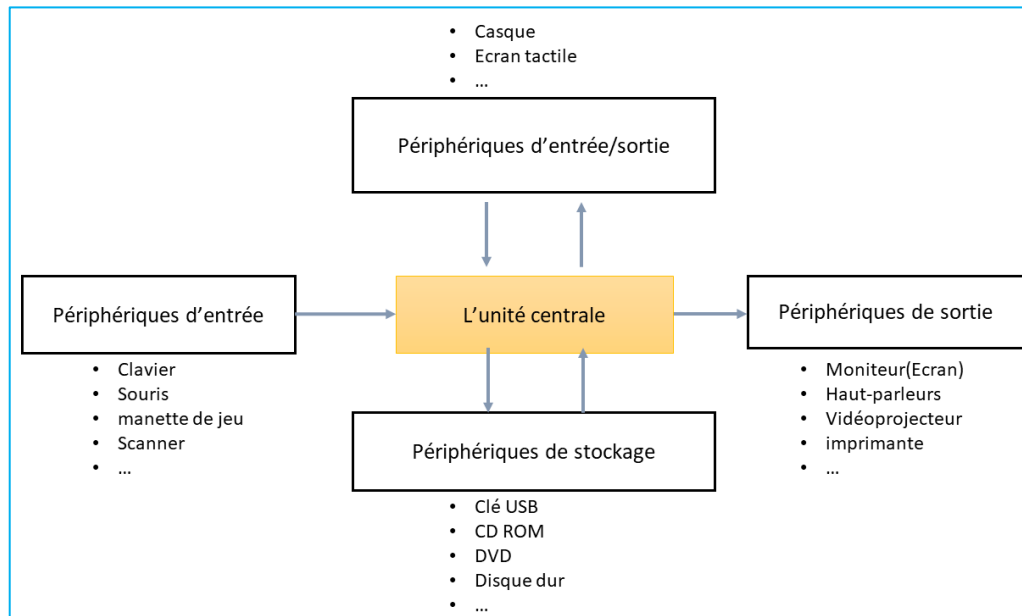 • Casque
• Ecran tactile
• ...
Périphériques d'entrée/sortie
Périphériques d'entrée
• Clavier
• Souris
• manette de jeu
• Scanner
• ...
L'unité centrale
Périphériques de sortie
• Moniteur(Ecran)
• Haut-parleurs
• Vidéoprojecteur
• imprimante
• ...
Périphériques de stockage
• Clé USB
• CD ROM
• DVD
• Disque dur
• ...